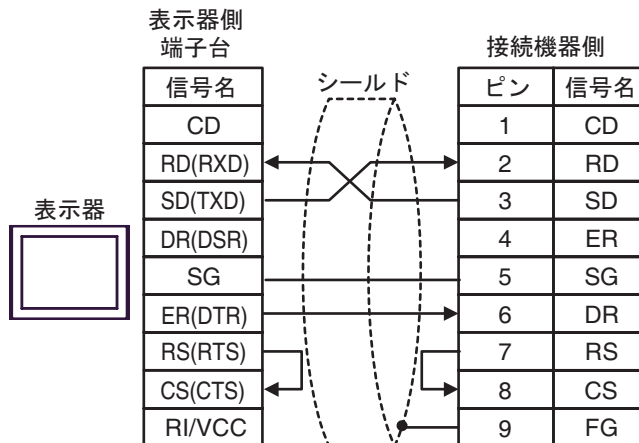 表示器側
端子台
接続機器側
シールド
表示器
信号名
ピン 信号名
CD
1 CD
RD(RXD)
2 RD
SD(TXD)
3 SD
DR(DSR)
4 ER
SG
5 SG
ER(DTR)
6 DR
RS(RTS)
7 RS
CS(CTS)
8 CS
RI/VCC
9 FG